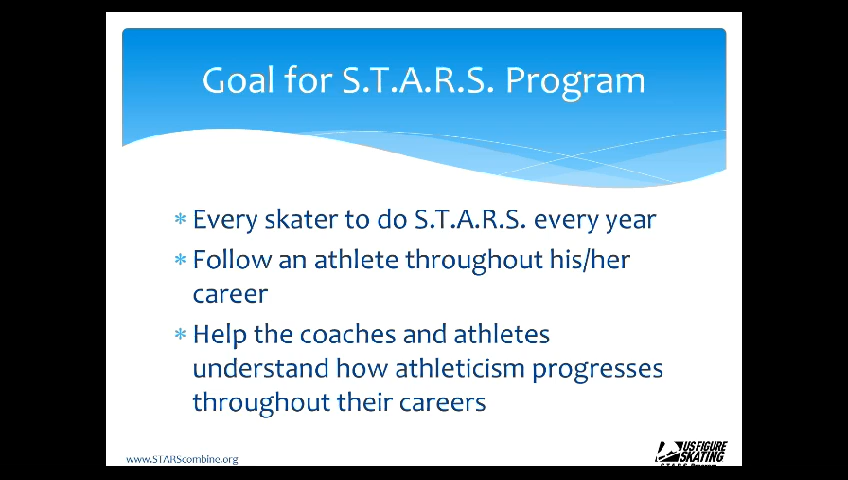 Goal for S.T.A.R.S. Program
* Every skater to do S.T.A.R.S. every year
* Follow an athlete throughout his/her
career
* Help the coaches and athletes
understand how athleticism progresses
throughout their careers
www.STARScombine.org
US FIGURE
SKATING
S.T.A.R.S. Program